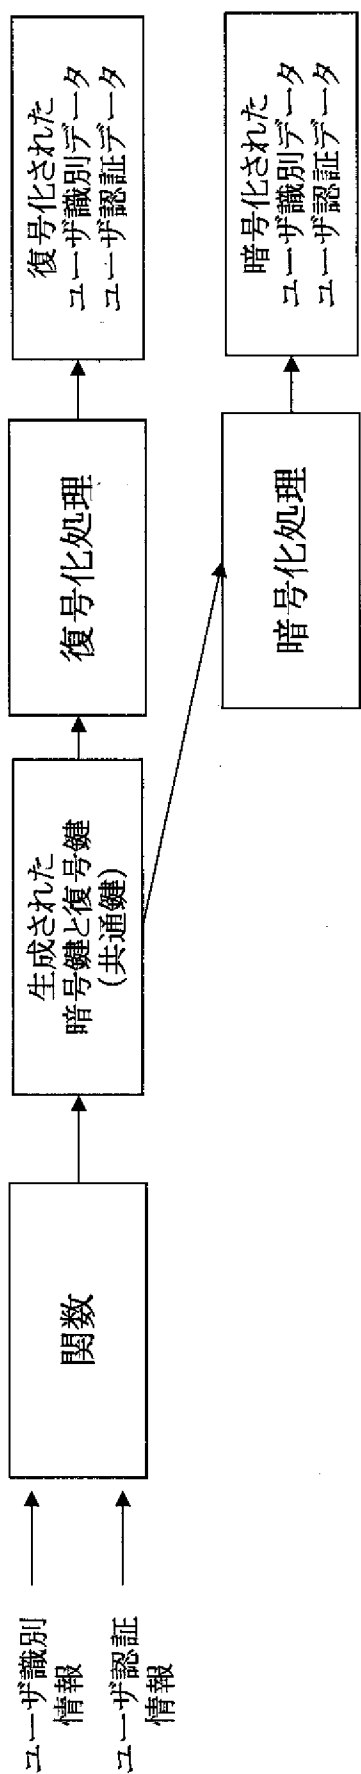 ユーザ識別
情報
ユーザ認証
情報
関数
生成された
暗号鍵と復号鍵
(共通鍵)
復号化処理
復号化された
ユーザ識別データ
ユーザ認証データ
暗号化処理
暗号化された
ユーザ識別データ
ユーザ認証データ